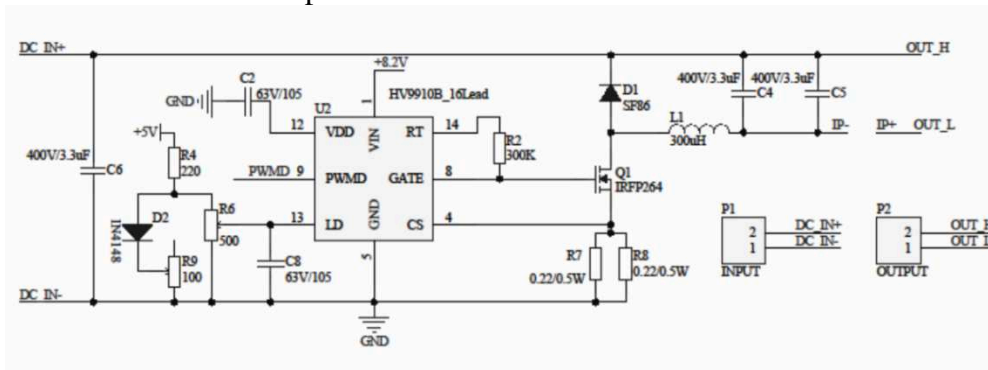 DC_IN+
OUT_H
+8.2V
C2
63V/105
HV9910B_16Lead
400V/3.3uF
400V/3.3uF
C4
C5
D1
SF86
GND
U2
1
12
VDD
VIN
RT
14
+5V
L1
300uH
IP-
IP+
OUT_L
R2
300K
400V/3.3uF
C6
R4
220
PWMD
9
PWMD
GATE
8
Q1
IRFP264
D2
1N4148
R6
500
13
LD
GND
CS
4
P1
2
1
DC_IN+
DC_IN-
INPUT
P2
2
1
OUTPUT
R9
100
C8
63V/105
5
R7
0.22/0.5W
R8
0.22/0.5W
DC_IN-
GND